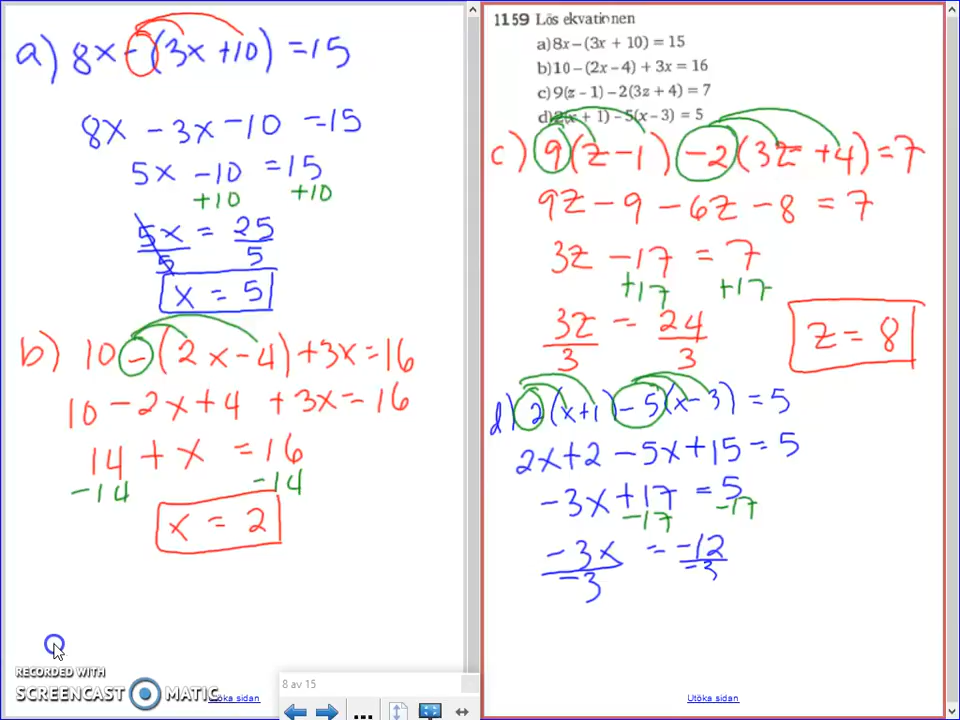 a) 8x -(3x +10) =15
8x -3x -10 =15
5x -10 =15
+10 +10
5x = 25
5 5
x = 5
b) 10 -(2x-4)+3x=16
10 -2x+4 +3x=16
14 + x =16
-14 -14
x = 2
RECORDED WITH
SCREENCAST MATIC
Utöka sidan
8 av 15
1159 Lös ekvationen
a)8x-(3x + 10) = 15
b)10-(2x-4) + 3x = 16
c)9(z - 1) -2(3z + 4) = 7
d)2(x + 1) -5(x -3) = 5
c) 9(z-1) -2(3z +4)=7
9z -9 -6z -8 = 7
3z -17 = 7
+17 +17
3z = 24
3 3
z = 8
d) 2(x+1)-5(x-3)=5
2x+2 -5x+15=5
-3x +17 =5
-17 -17
-3x = -12
-3 -3
Utöka sidan